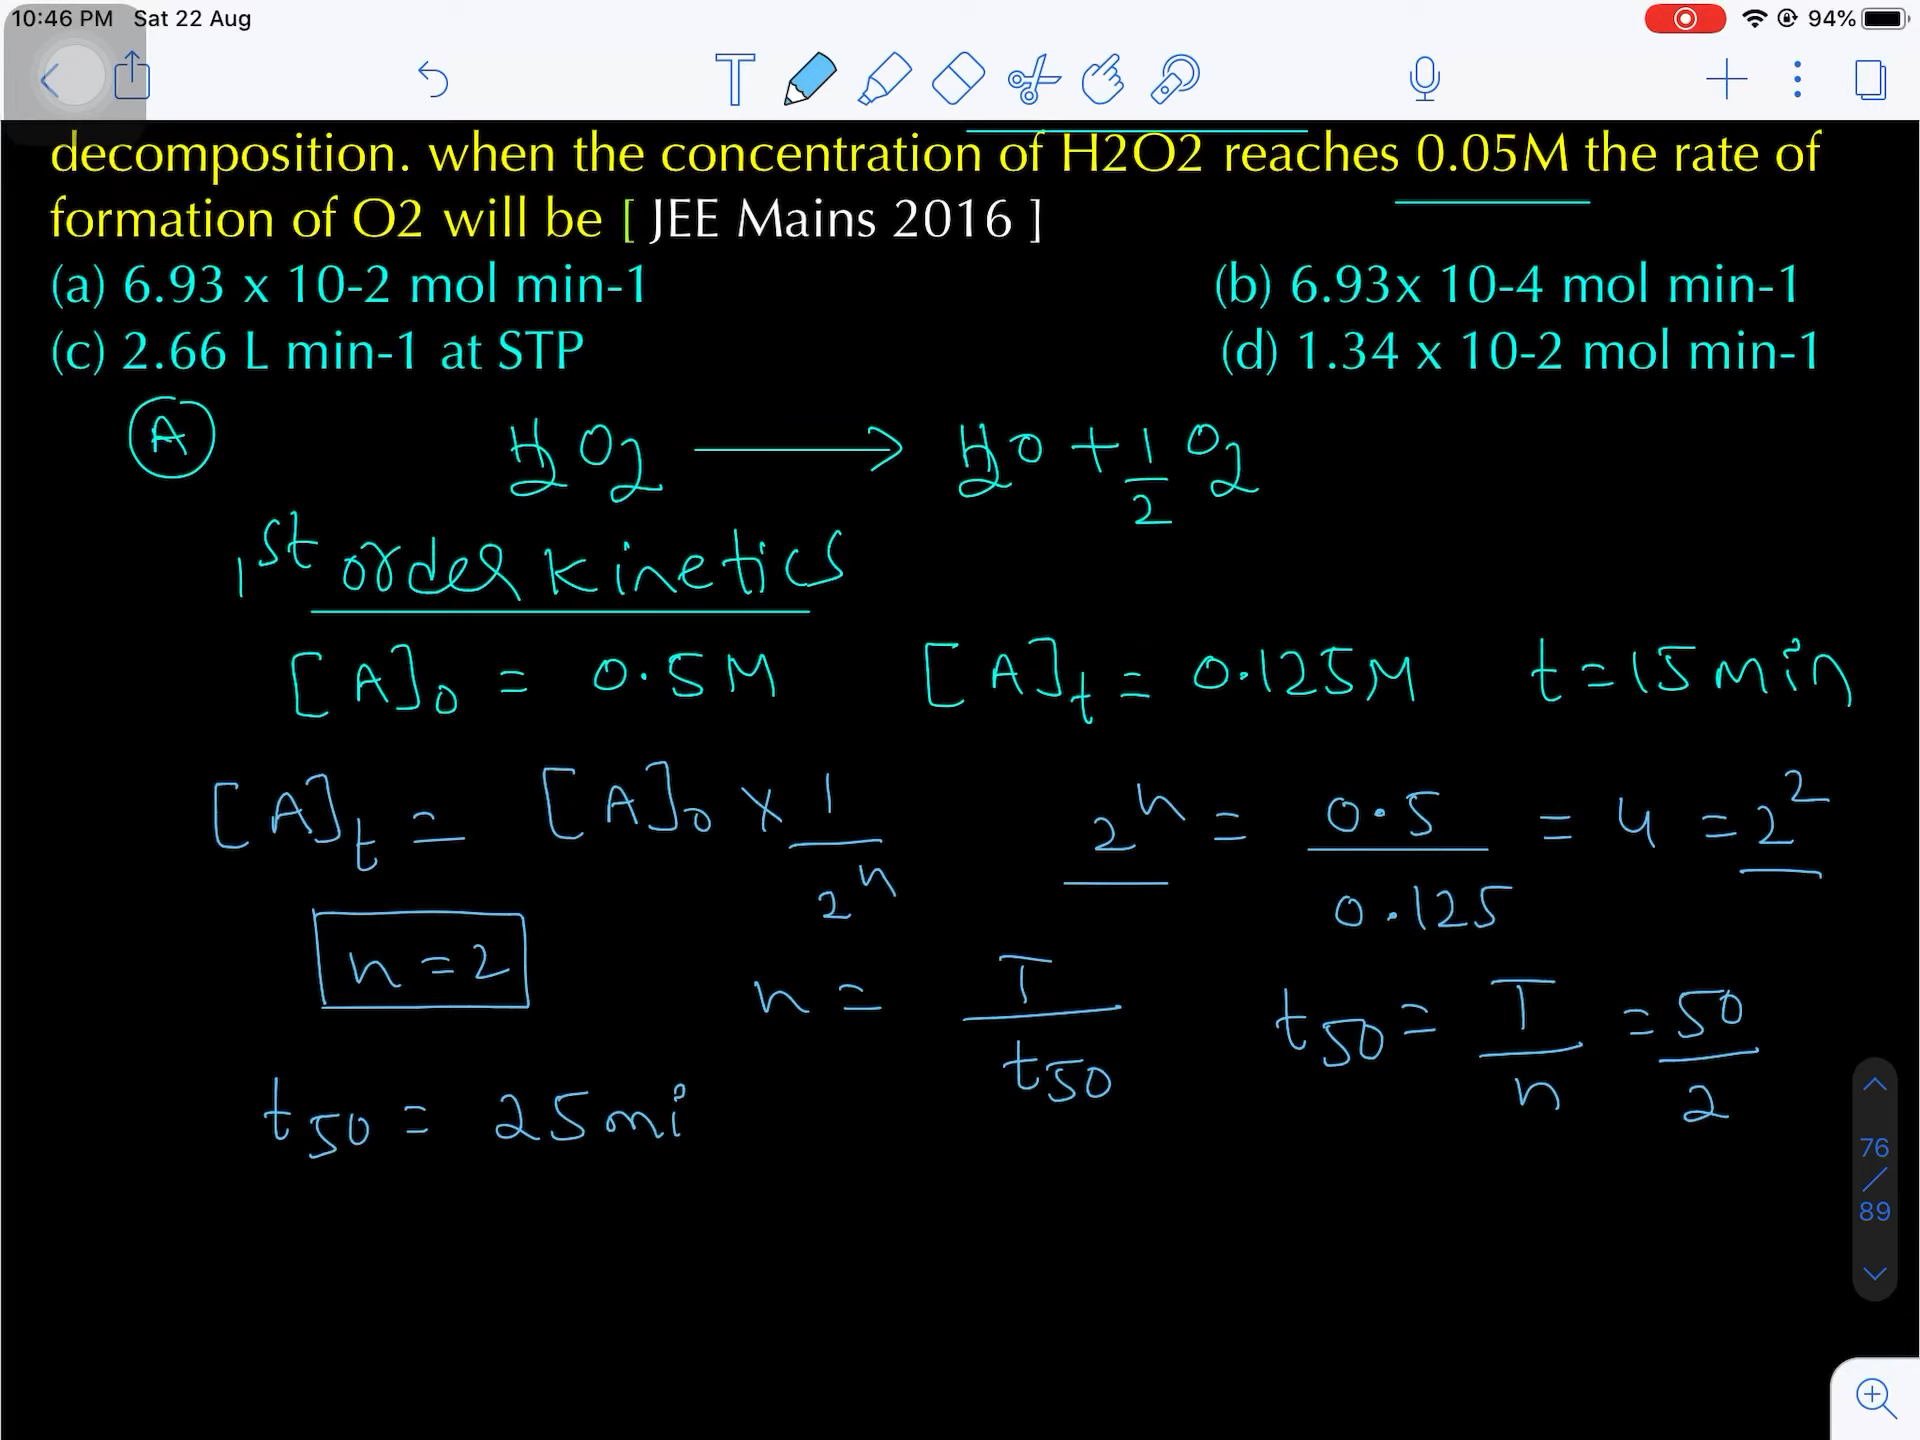 10:46 PM Sat 22 Aug 94%
decomposition. when the concentration of H2O2 reaches 0.05M the rate of
formation of O2 will be [ JEE Mains 2016 ]
(a) 6.93 x 10-2 mol min-1 (b) 6.93x 10-4 mol min-1
(c) 2.66 L min-1 at STP (d) 1.34 x 10-2 mol min-1
A H2O2 → H2O + 1/2 O2
1st order kinetics
[A]0 = 0.5M [A]t = 0.125M t = 15 min
[A]t = [A]0 x 1/2^n 2^n = 0.5/0.125 = 4 = 2^2
n = 2 n = T/t50 t50 = T/n = 50/2
t50 = 25 mi
76
/
89